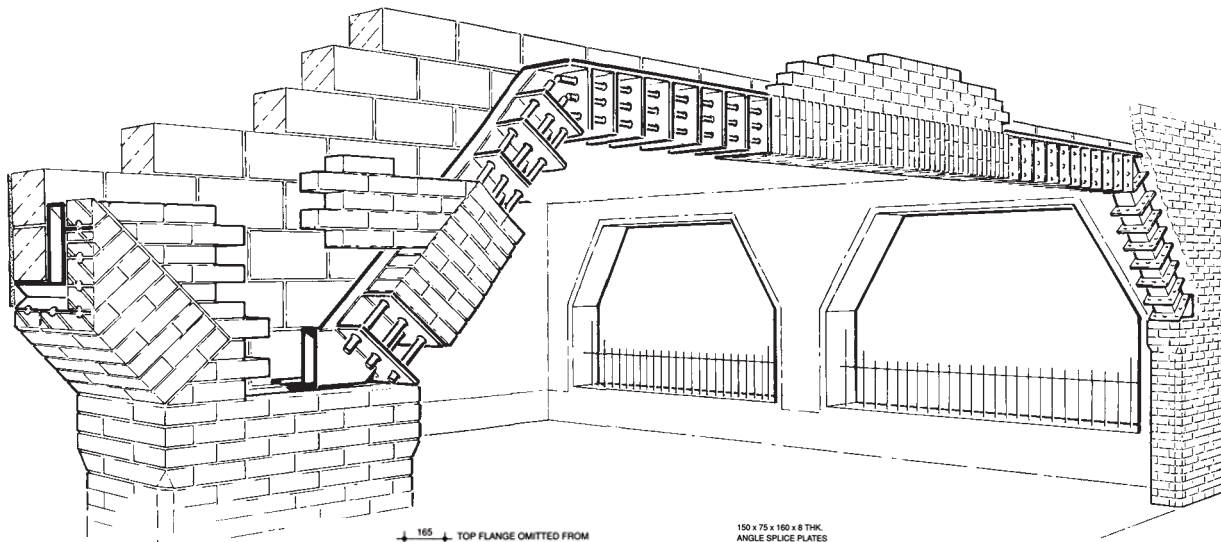 165 TOP FLANGE OMITTED FROM
150 x 75 x 160 x 8 THK.
ANGLE SPLICE PLATES